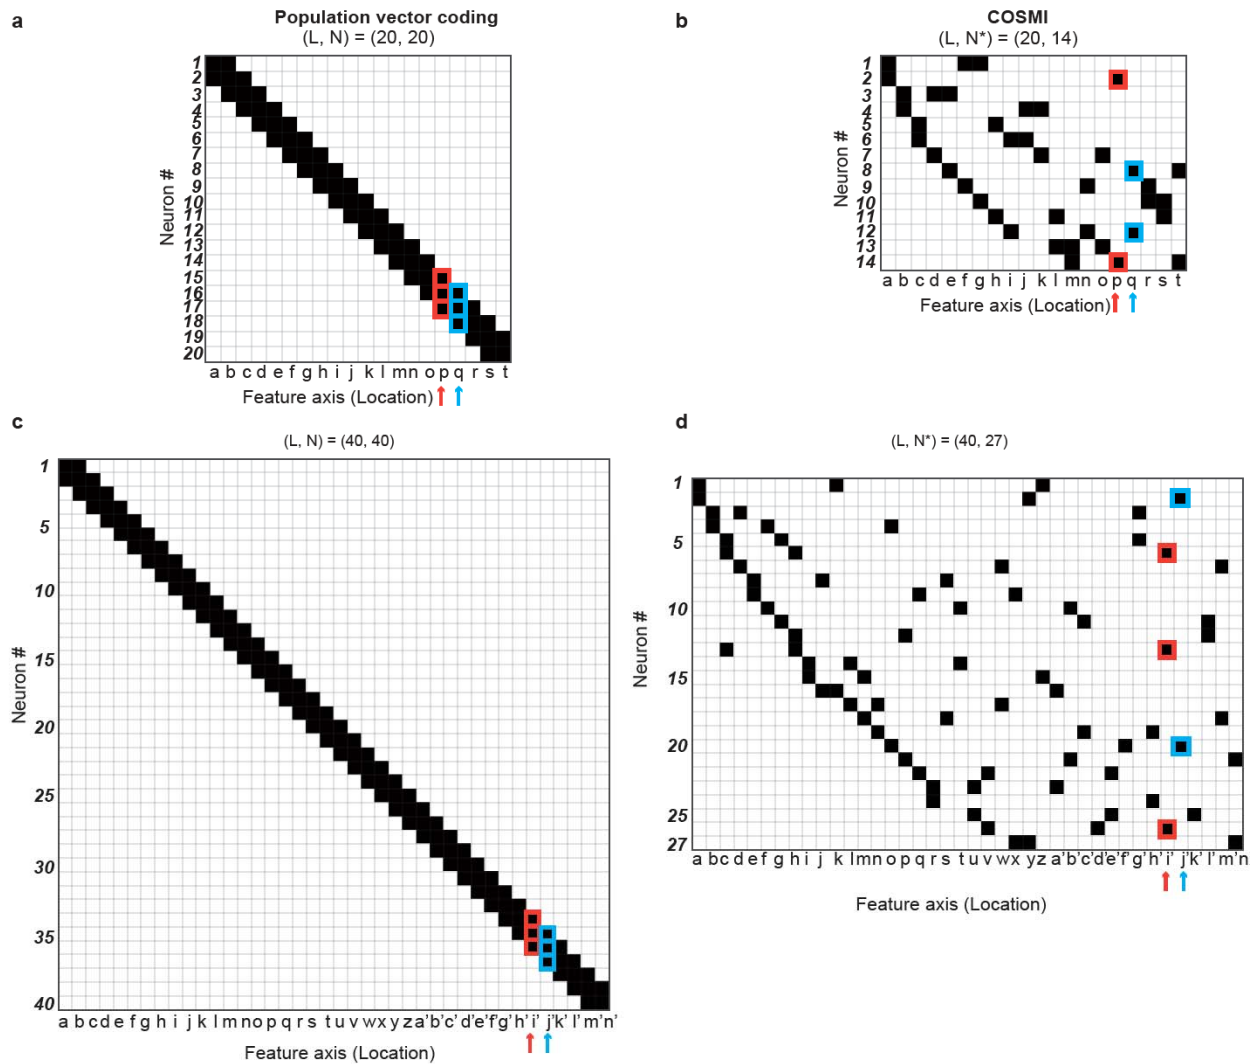 a
Population vector coding
(L, N) = (20, 20)
1
2
3
4
5
6
7
8
9
10
11
12
13
14
15
16
17
18
19
20
Neuron #
a b c d e f g h i j k l m n o p q r s t
Feature axis (Location)
b
COSMI
(L, N*) = (20, 14)
1
2
3
4
5
6
7
8
9
10
11
12
13
14
Neuron #
a b c d e f g h i j k l m n o p q r s t
Feature axis (Location)
c
(L, N) = (40, 40)
1
5
10
15
20
25
30
35
40
Neuron #
a b c d e f g h i j k l m n o p q r s t u v w x y z a' b' c' d' e' f' g' h' i' j' k' l' m' n'
Feature axis (Location)
d
(L, N*) = (40, 27)
1
5
10
15
20
25
27
Neuron #
a b c d e f g h i j k l m n o p q r s t u v w x y z a' b' c' d' e' f' g' h' i' j' k' l' m' n
Feature axis (Location)